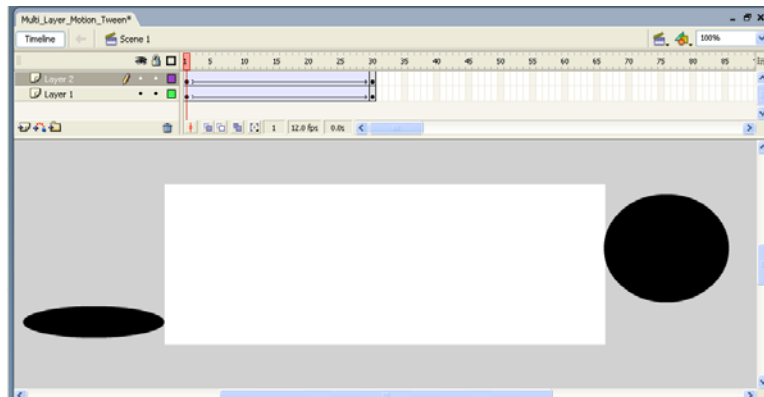 Multi_Layer_Motion_Tween*
Timeline Scene 1 100%
1 5 10 15 20 25 30 35 40 45 50 55 60 65 70 75 80 85
Layer 2
Layer 1
1 12.0 fps 0.0s